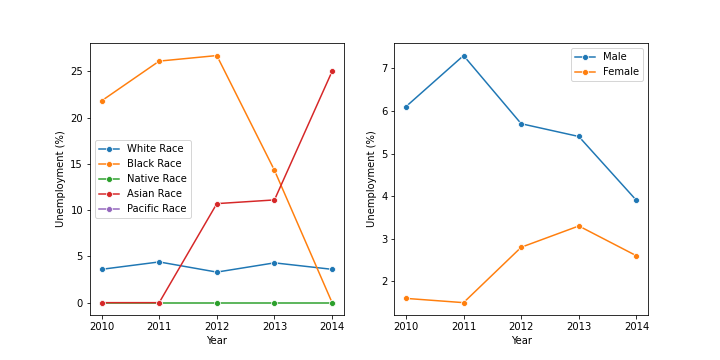 25
20
15
10
5
0
Unemployment (%)
White Race
Black Race
Native Race
Asian Race
Pacific Race
2010 2011 2012 2013 2014
Year
7
6
5
4
3
2
Unemployment (%)
Male
Female
2010 2011 2012 2013 2014
Year